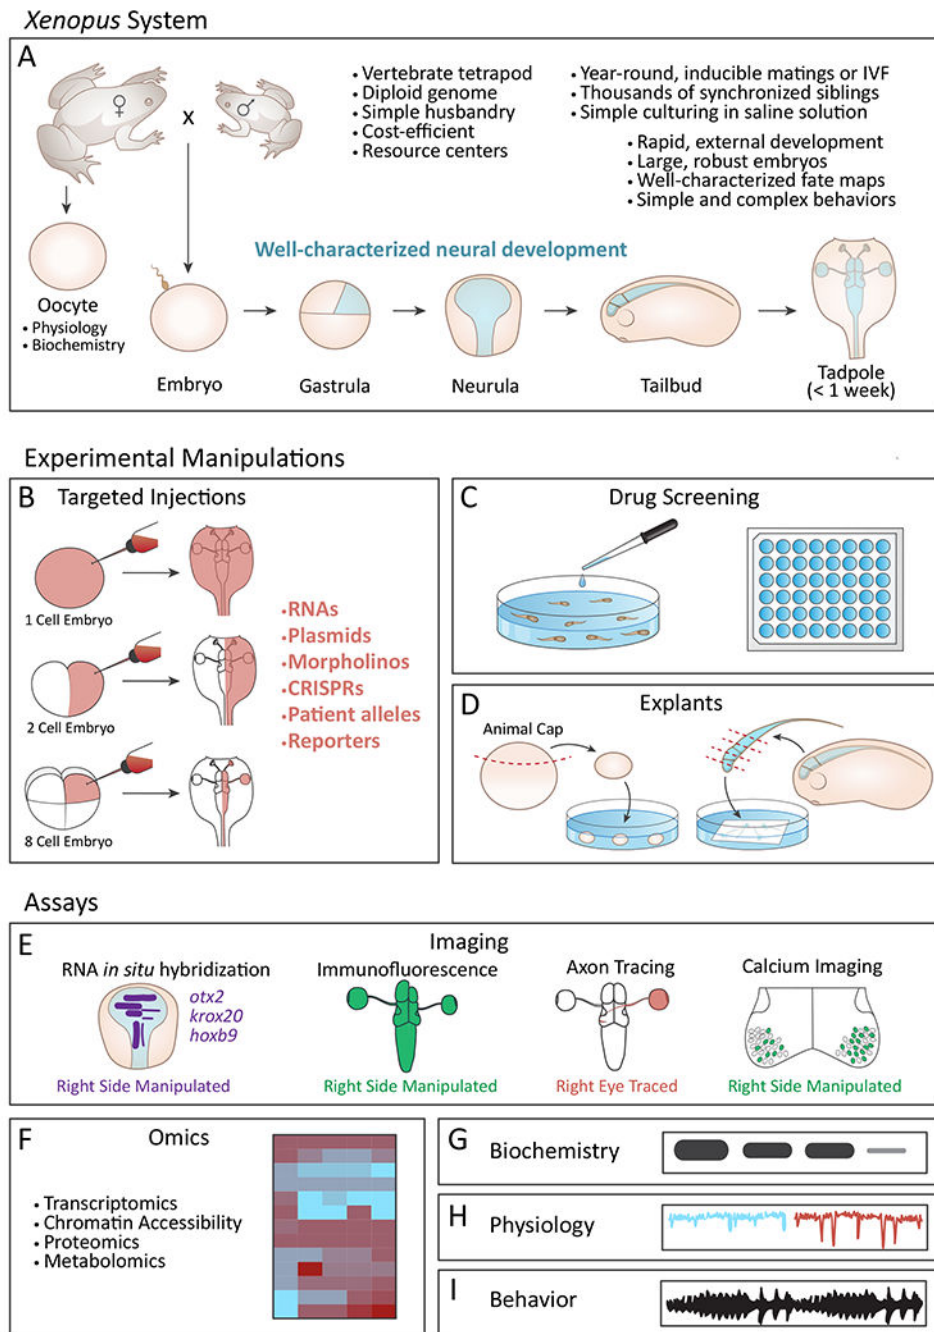 Xenopus System
A
♀
x
♂
• Vertebrate tetrapod
• Diploid genome
• Simple husbandry
• Cost-efficient
• Resource centers
• Year-round, inducible matings or IVF
• Thousands of synchronized siblings
• Simple culturing in saline solution
• Rapid, external development
• Large, robust embryos
• Well-characterized fate maps
• Simple and complex behaviors
Well-characterized neural development
Oocyte
• Physiology
• Biochemistry
Embryo
Gastrula
Neurula
Tailbud
Tadpole
(< 1 week)
Experimental Manipulations
B
Targeted Injections
1 Cell Embryo
2 Cell Embryo
8 Cell Embryo
•RNAs
•Plasmids
•Morpholinos
•CRISPRs
•Patient alleles
•Reporters
C
Drug Screening
D
Explants
Animal Cap
Assays
E
Imaging
RNA in situ hybridization
otx2
krox20
hoxb9
Right Side Manipulated
Immunofluorescence
Right Side Manipulated
Axon Tracing
Right Eye Traced
Calcium Imaging
Right Side Manipulated
F
Omics
• Transcriptomics
• Chromatin Accessibility
• Proteomics
• Metabolomics
G
Biochemistry
H
Physiology
I
Behavior